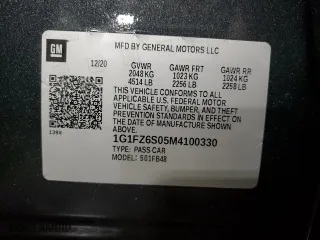 GM
MFD BY GENERAL MOTORS LLC
12/20 GVWR GAWR FRT GAWR RR
2048 KG 1023 KG 1024 KG
4514 LB 2256 LB 2258 LB
THIS VEHICLE CONFORMS TO ALL
APPLICABLE U.S. FEDERAL MOTOR
VEHICLE SAFETY, BUMPER, AND THEFT
PREVENTION STANDARDS IN EFFECT ON
THE DATE OF MANUFACTURE SHOWN
ABOVE.
1G1FZ6S05M4100330
TYPE: PASS CAR
MODEL: S01FB48